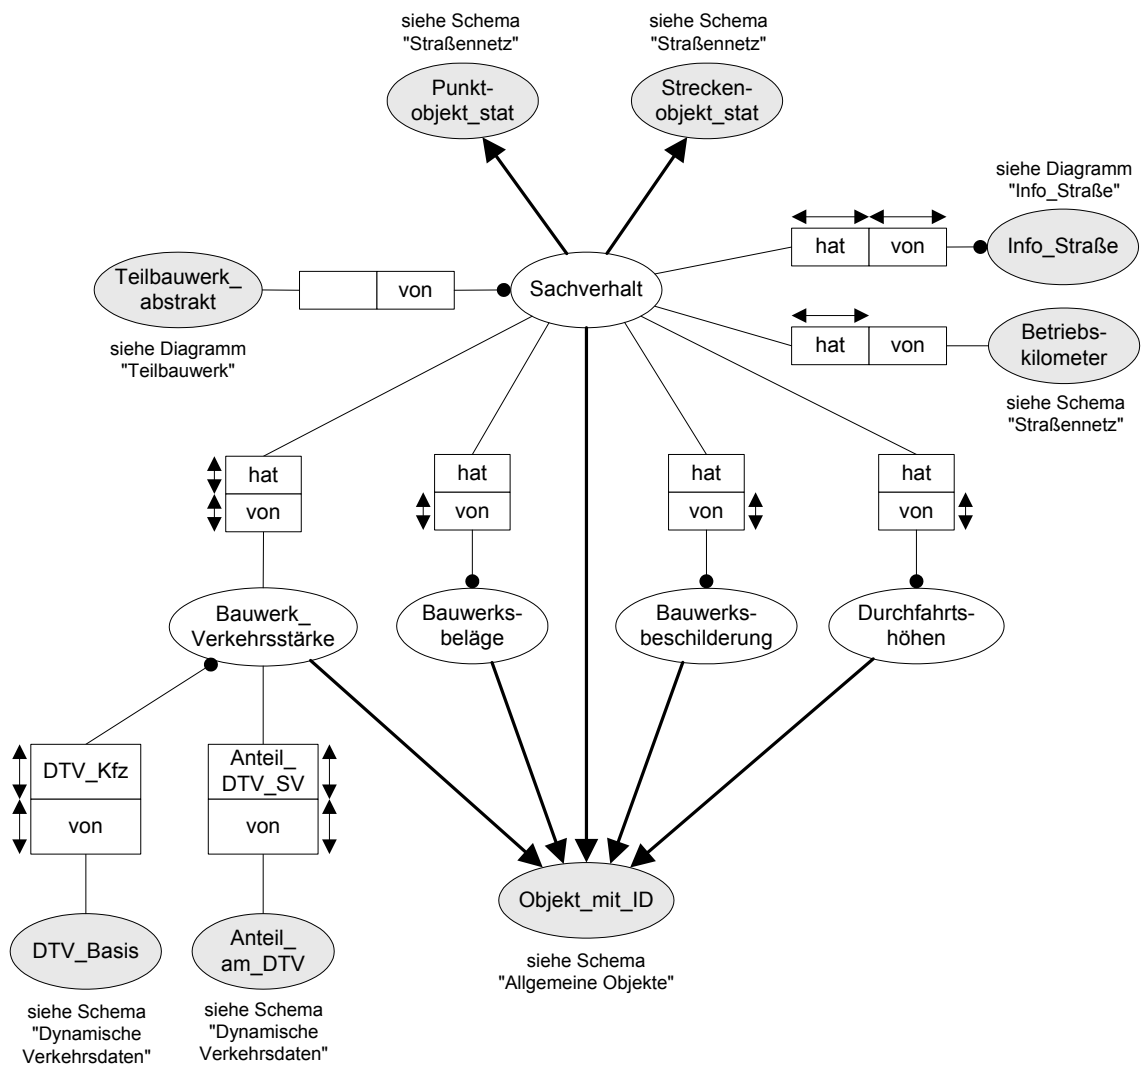 siehe Schema
"Straßennetz"
siehe Schema
"Straßennetz"
Punkt-
objekt_stat
Strecken-
objekt_stat
siehe Diagramm
"Info_Straße"
hat
von
Info_Straße
Teilbauwerk_
abstrakt
von
Sachverhalt
siehe Diagramm
"Teilbauwerk"
hat
von
Betriebs-
kilometer
siehe Schema
"Straßennetz"
hat
von
hat
von
hat
von
hat
von
Bauwerk_
Verkehrsstärke
Bauwerks-
beläge
Bauwerks-
beschilderung
Durchfahrts-
höhen
DTV_Kfz
von
Anteil_
DTV_SV
von
Objekt_mit_ID
siehe Schema
"Allgemeine Objekte"
DTV_Basis
Anteil_
am_DTV
siehe Schema
"Dynamische
Verkehrsdaten"
siehe Schema
"Dynamische
Verkehrsdaten"